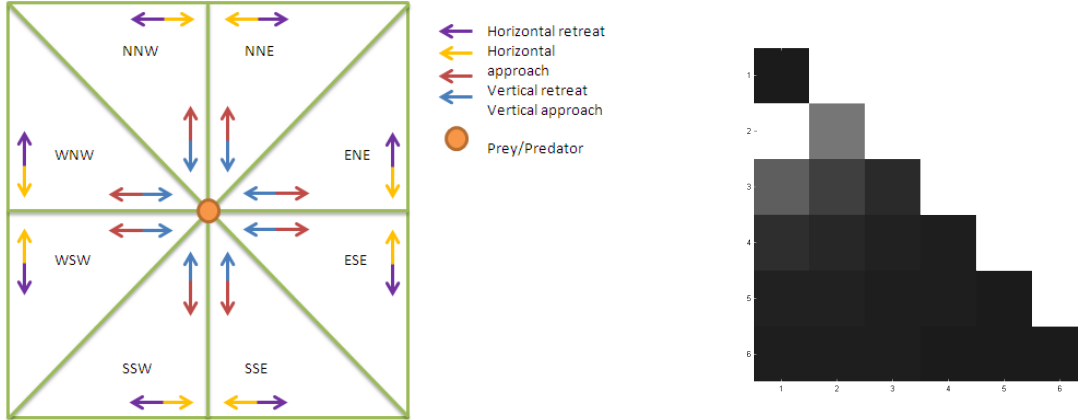 NNW
NNE
WNW
ENE
WSW
ESE
SSW
SSE
Horizontal retreat
Horizontal
approach
Vertical retreat
Vertical approach
Prey/Predator
1
2
3
4
5
6
1 2 3 4 5 6